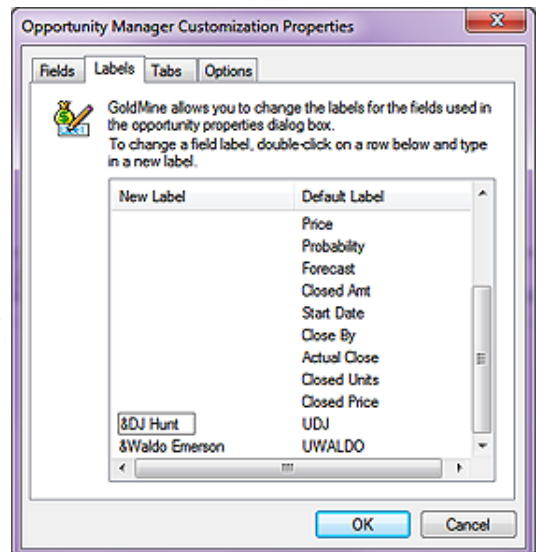 Opportunity Manager Customization Properties
Fields Labels Tabs Options
GoldMine allows you to change the labels for the fields used in
the opportunity properties dialog box.
To change a field label, double-click on a row below and type
in a new label.
New Label Default Label
Price
Probability
Forecast
Closed Amt
Start Date
Close By
Actual Close
Closed Units
Closed Price
&DJ Hunt UDJ
&Waldo Emerson UWALDO
OK Cancel